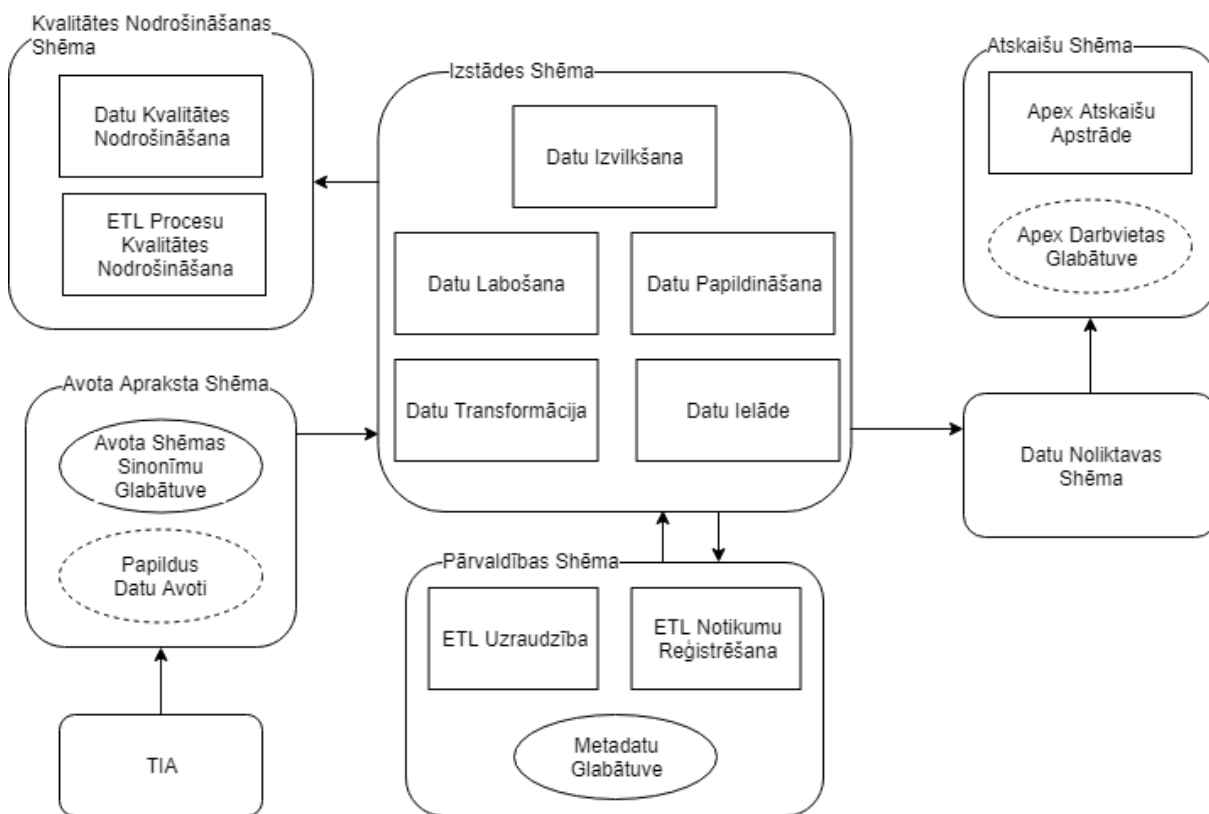 Kvalitātes Nodrošināšanas
Shēma
Datu Kvalitātes
Nodrošināšana
ETL Procesu
Kvalitātes
Nodrošināšana
Izstādes Shēma
Datu Izvilkšana
Datu Labošana
Datu Papildināšana
Datu Transformācija
Datu Ielāde
Atskaišu Shēma
Apex Atskaišu
Apstrāde
Apex Darbvietas
Glabātuve
Avota Apraksta Shēma
Avota Shēmas
Sinonīmu
Glabātuve
Papildus
Datu Avoti
Datu Noliktavas
Shēma
Pārvaldības Shēma
ETL Uzraudzība
ETL Notikumu
Reģistrēšana
Metadatu
Glabātuve
TIA